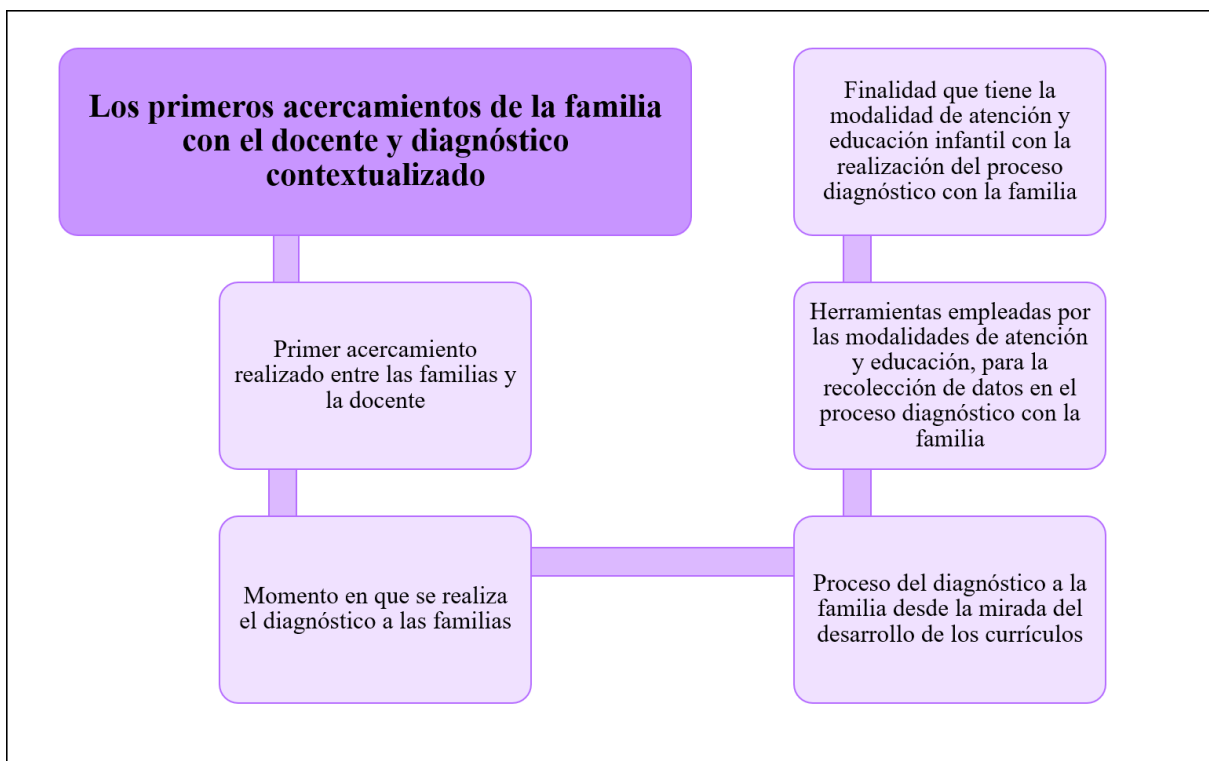 Los primeros acercamientos de la familia
con el docente y diagnóstico
contextualizado
Primer acercamiento
realizado entre las familias y
la docente
Momento en que se realiza
el diagnóstico a las familias
Proceso del diagnóstico a la
familia desde la mirada del
desarrollo de los currículos
Herramientas empleadas por
las modalidades de atención
y educación, para la
recolección de datos en el
proceso diagnóstico con la
familia
Finalidad que tiene la
modalidad de atención y
educación infantil con la
realización del proceso
diagnóstico con la familia